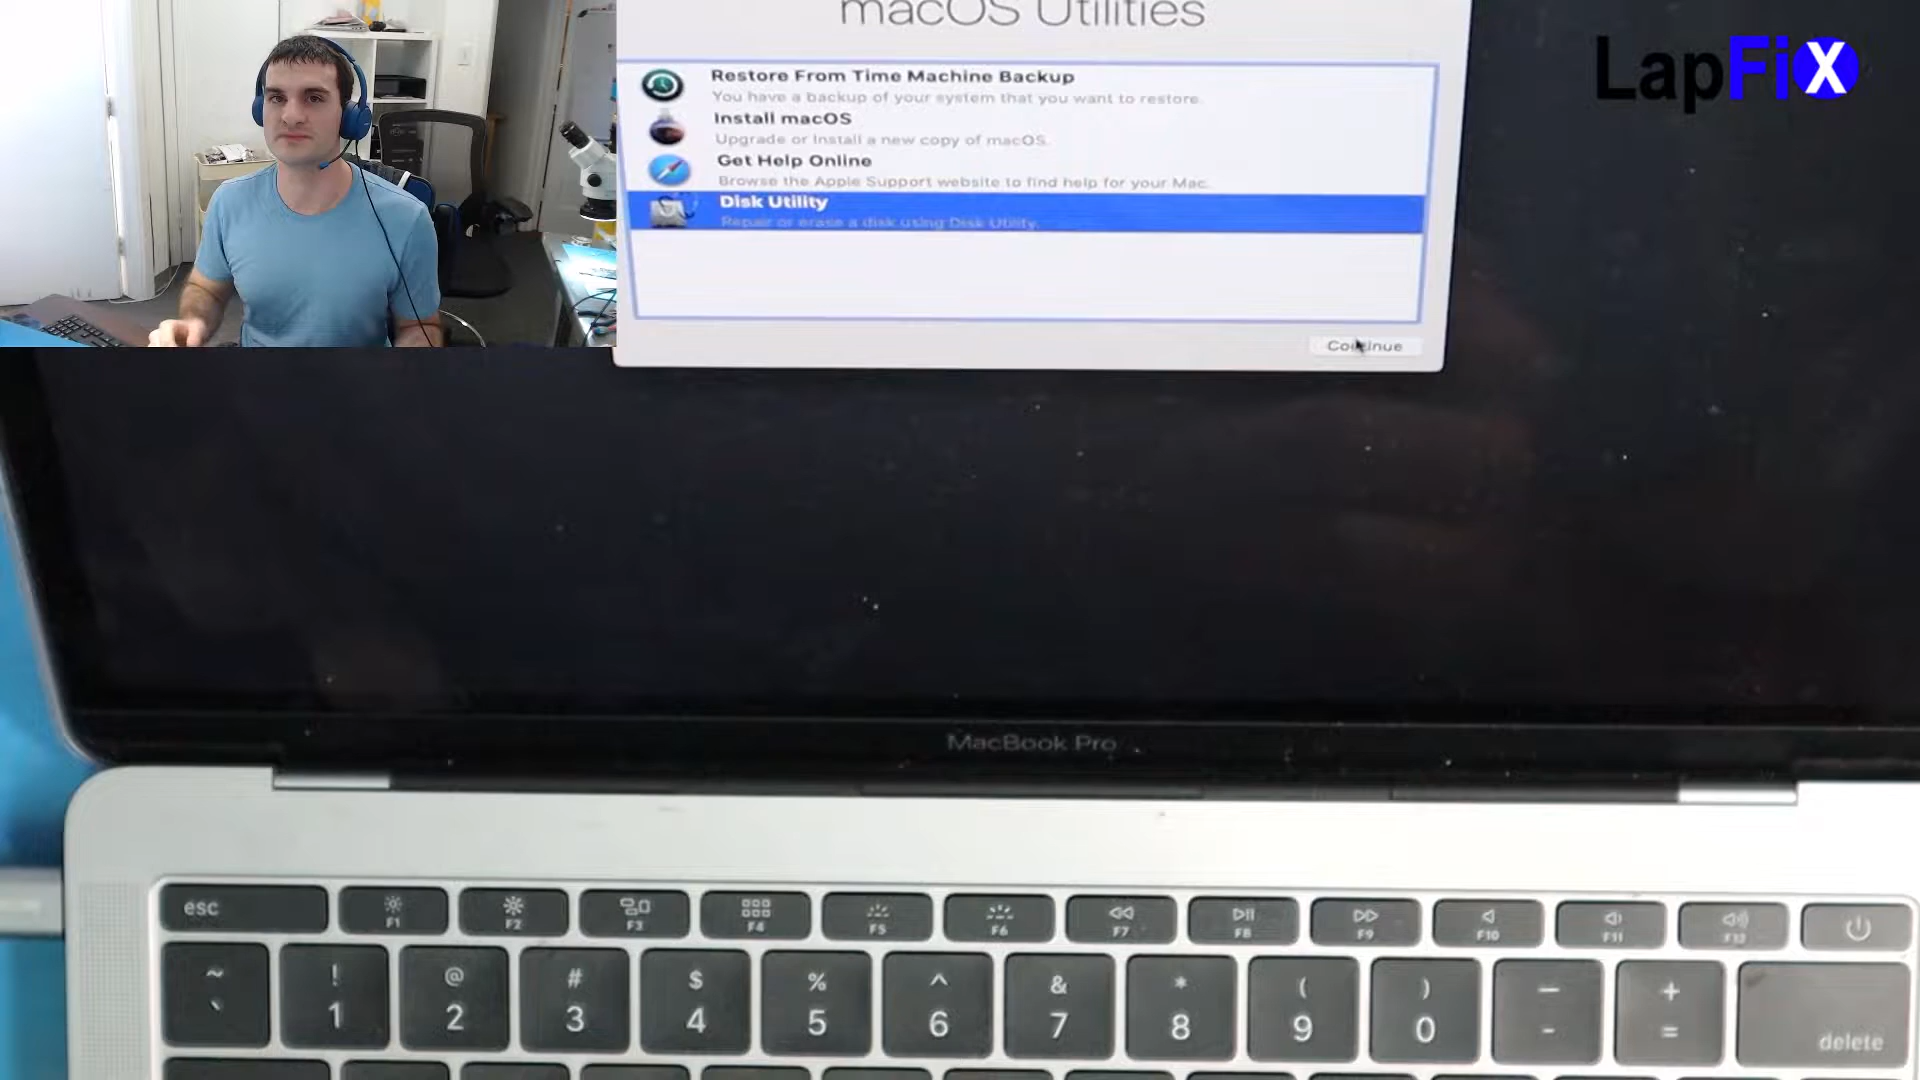 macOS Utilities
LapFiX
Restore From Time Machine Backup
You have a backup of your system that you want to restore.
Install macOS
Upgrade or Install a new copy of macOS.
Get Help Online
Browse the Apple Support website to find help for your Mac.
Disk Utility
Repair or erase a disk using Disk Utility.
Continue
MacBook Pro
esc F1 F2 F3 F4 F5 F6 F7 F8 F9 F10 F11 F12
~ ! @ # $ % ^ & * ( ) — +
` 1 2 3 4 5 6 7 8 9 0 - = delete